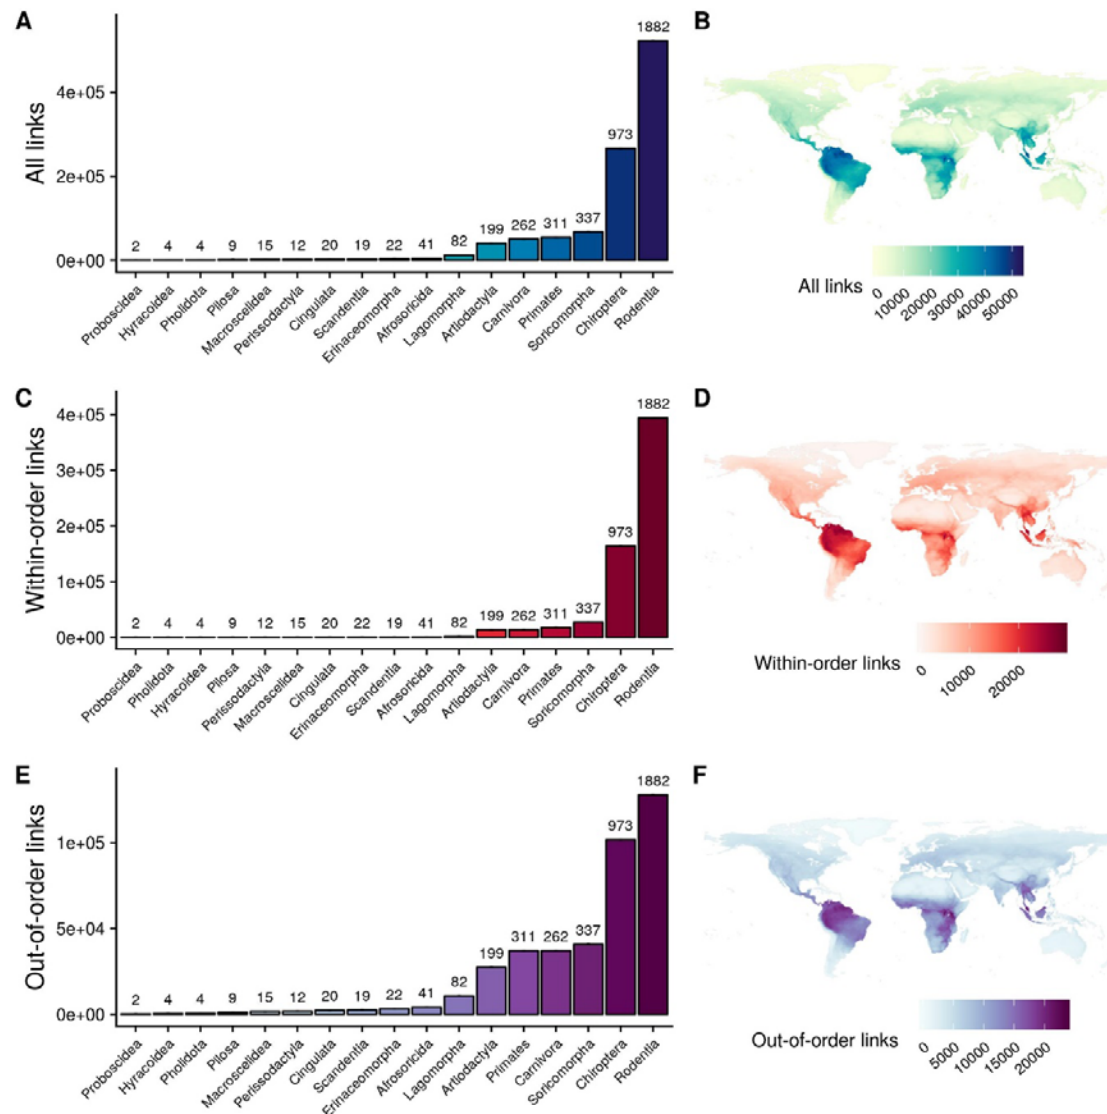 A
All links
4e+05
2e+05
0e+00
2 4 4 9 15 12 20 19 22 41 82 199 262 311 337 973 1882
Proboscidea Hyracoidea Pholidota Pilosa Macroscelidea Perissodactyla Cingulata Scandentia Erinaceomorpha Afrosoricida Lagomorpha Artiodactyla Carnivora Primates Soricomorpha Chiroptera Rodentia
B
All links
0 10000 20000 30000 40000 50000
C
Within-order links
4e+05
3e+05
2e+05
1e+05
0e+00
2 4 4 9 12 15 20 22 19 41 82 199 262 311 337 973 1882
Proboscidea Pholidota Hyracoidea Pilosa Perissodactyla Macroscelidea Cingulata Erinaceomorpha Scandentia Afrosoricida Lagomorpha Artiodactyla Carnivora Primates Soricomorpha Chiroptera Rodentia
D
Within-order links
0 10000 20000
E
Out-of-order links
1e+05
5e+04
0e+00
2 4 4 9 15 12 20 19 22 41 82 199 311 262 337 973 1882
Proboscidea Hyracoidea Pholidota Pilosa Macroscelidea Perissodactyla Cingulata Scandentia Erinaceomorpha Afrosoricida Lagomorpha Artiodactyla Primates Carnivora Soricomorpha Chiroptera Rodentia
F
Out-of-order links
0 5000 10000 15000 20000